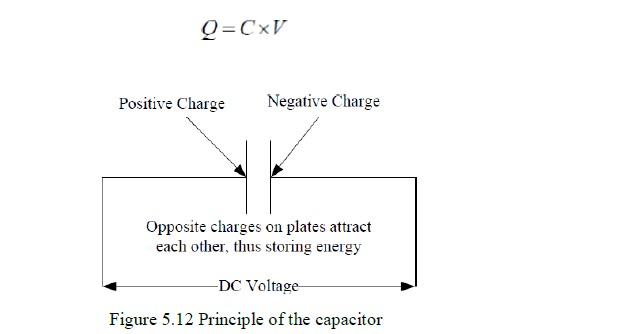 Q = C × V
Positive Charge
Negative Charge
Opposite charges on plates attract
each other, thus storing energy
DC Voltage
Figure 5.12 Principle of the capacitor